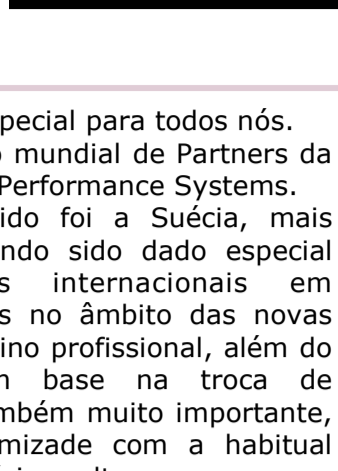 pecial para todos nós.
o mundial de Partners da
Performance Systems.
ido foi a Suécia, mais
ndo sido dado especial
s internacionais em
s no âmbito das novas
ino profissional, além do
m base na troca de
mbém muito importante,
mizade com a habitual